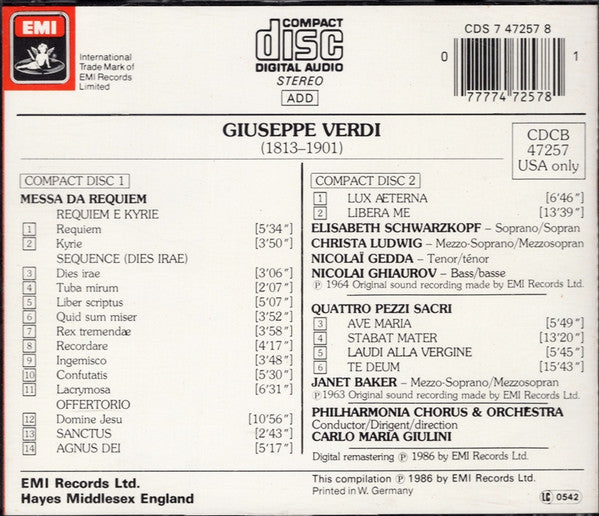 EMI
International
Trade Mark of
EMI Records
Limited
COMPACT
disc
DIGITAL AUDIO
STEREO
ADD
CDS 7 47257 8
0
77774 72578
1
GIUSEPPE VERDI
(1813–1901)
CDCB
47257
USA only
COMPACT DISC 1
MESSA DA REQUIEM
REQUIEM E KYRIE
1 Requiem [5'34"]
2 Kyrie [3'50"]
SEQUENCE (DIES IRAE)
3 Dies irae [3'06"]
4 Tuba mirum [2'07"]
5 Liber scriptus [5'07"]
6 Quid sum miser [3'52"]
7 Rex tremendæ [3'58"]
8 Recordare [4'17"]
9 Ingemisco [3'48"]
10 Confutatis [5'30"]
11 Lacrymosa [6'31"]
OFFERTORIO
12 Domine Jesu [10'56"]
13 SANCTUS [2'43"]
14 AGNUS DEI [5'17"]
EMI Records Ltd.
Hayes Middlesex England
COMPACT DISC 2
1 LUX ÆTERNA [6'46"]
2 LIBERA ME [13'39"]
ELISABETH SCHWARZKOPF – Soprano/Sopran
CHRISTA LUDWIG – Mezzo-Soprano/Mezzosopran
NICOLAÏ GEDDA – Tenor/ténor
NICOLAI GHIAUROV – Bass/basse
℗ 1964 Original sound recording made by EMI Records Ltd.
QUATTRO PEZZI SACRI
3 AVE MARIA [5'49"]
4 STABAT MATER [13'20"]
5 LAUDI ALLA VERGINE [5'45"]
6 TE DEUM [15'43"]
JANET BAKER – Mezzo-Soprano/Mezzosopran
℗1963 Original sound recording made by EMI Records Ltd.
PHILHARMONIA CHORUS & ORCHESTRA
Conductor/Dirigent/direction
CARLO MARIA GIULINI
Digital remastering ℗ 1986 by EMI Records Ltd.
This compilation ℗ 1986 by EMI Records Ltd.
Printed in W. Germany
LC 0542